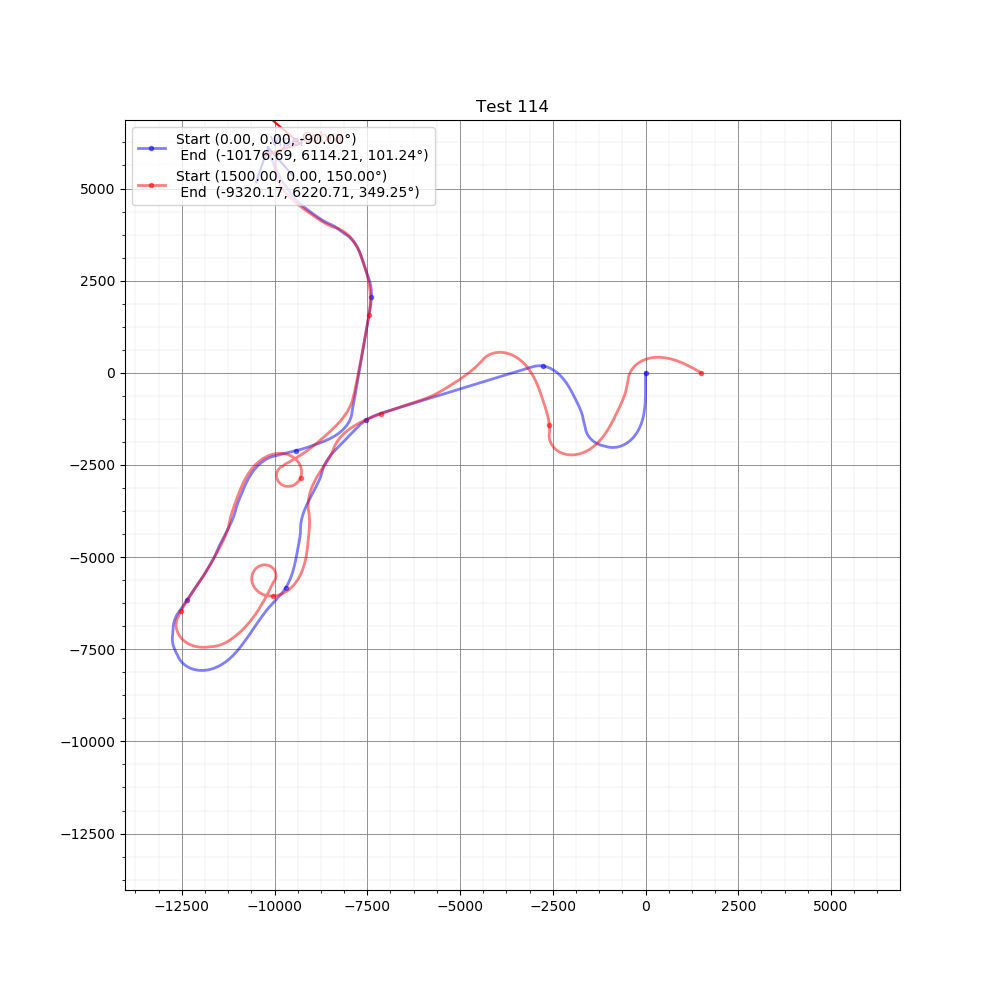 Test 114
Start (0.00, 0.00, -90.00°)
End (-10176.69, 6114.21, 101.24°)
Start (1500.00, 0.00, 150.00°)
End (-9320.17, 6220.71, 349.25°)
5000
2500
0
−2500
−5000
−7500
−10000
−12500
−12500 −10000 −7500 −5000 −2500 0 2500 5000